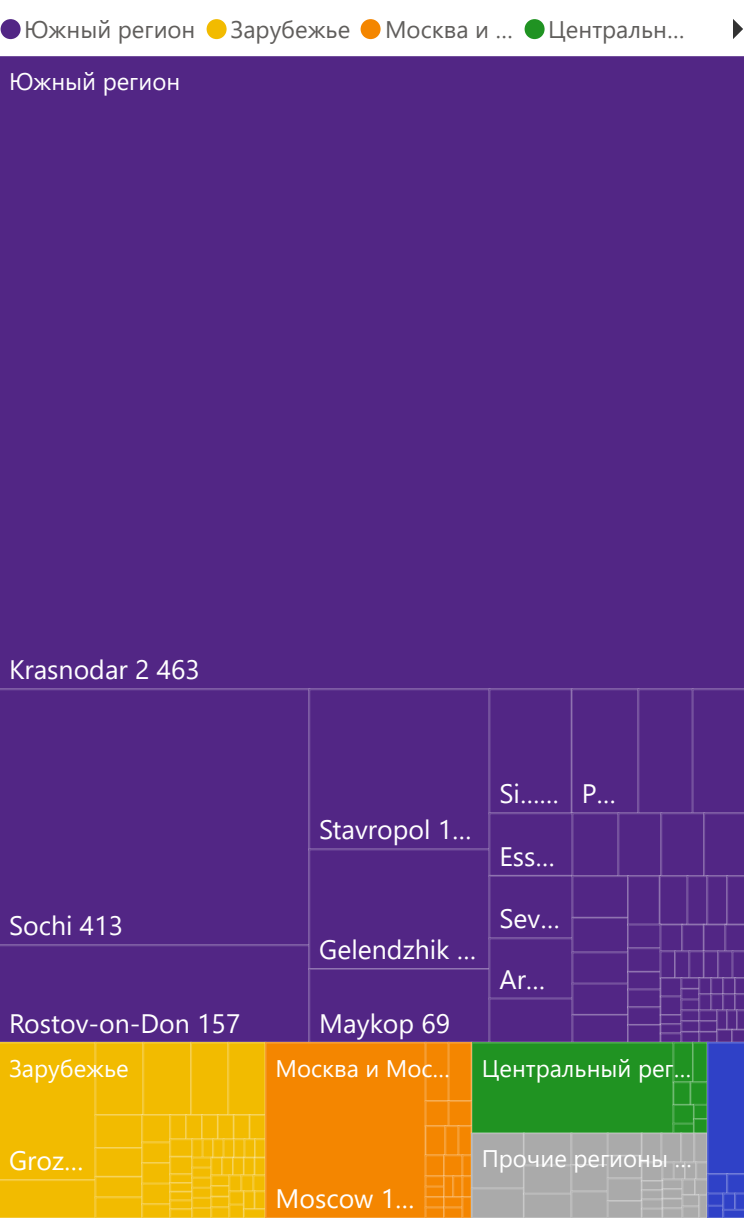 Южный регион Зарубежье Москва и ... Центральн...
Южный регион
Krasnodar 2 463
Si...... P...
Stavropol 1...
Ess...
Sev...
Sochi 413
Gelendzhik ...
Ar...
Rostov-on-Don 157
Maykop 69
Зарубежье
Москва и Мос...
Центральный рег...
Groz...
Прочие регионы ...
Moscow 1...